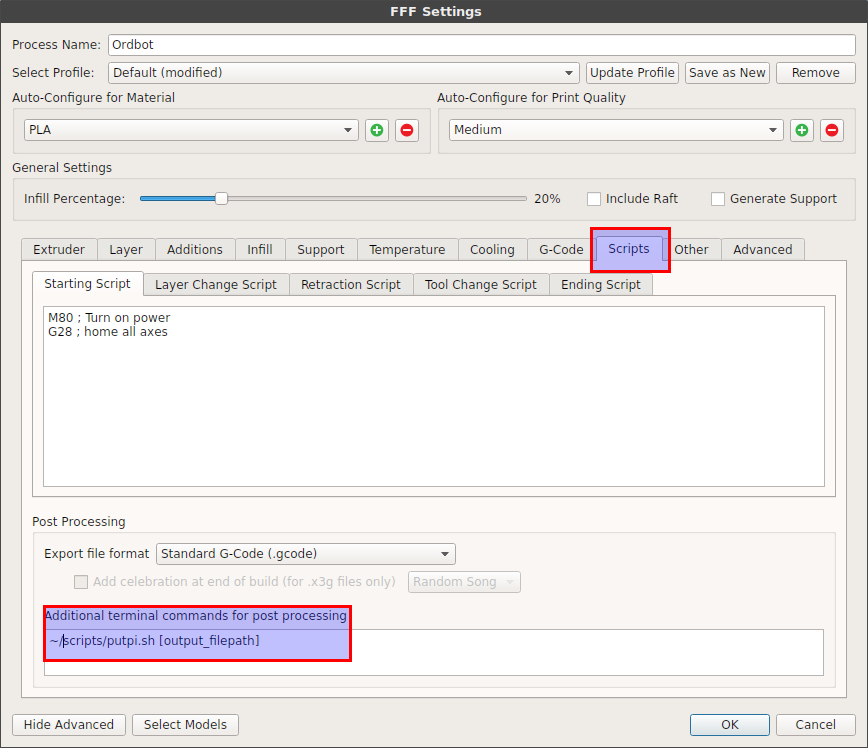 FFF Settings
Process Name: Ordbot
Select Profile: Default (modified) Update Profile Save as New Remove
Auto-Configure for Material Auto-Configure for Print Quality
PLA Medium
General Settings
Infill Percentage: 20% Include Raft Generate Support
Extruder Layer Additions Infill Support Temperature Cooling G-Code Scripts Other Advanced
Starting Script Layer Change Script Retraction Script Tool Change Script Ending Script
M80 ; Turn on power
G28 ; home all axes
Post Processing
Export file format Standard G-Code (.gcode)
Add celebration at end of build (for .x3g files only) Random Song
Additional terminal commands for post processing
~/scripts/putpi.sh [output_filepath]
Hide Advanced Select Models OK Cancel